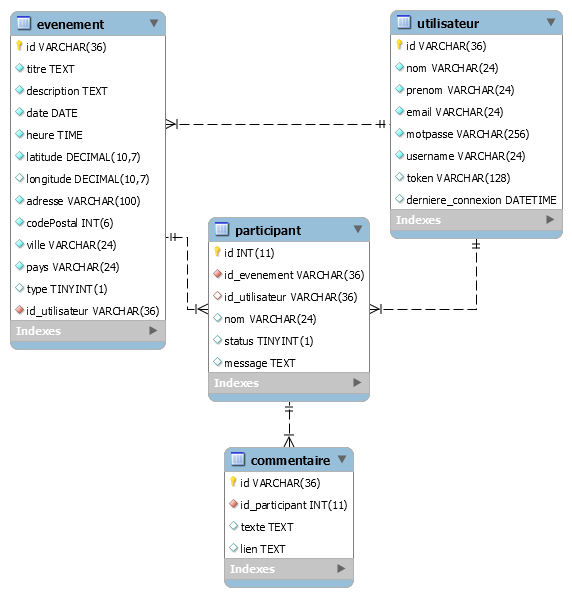 evenement
id VARCHAR(36)
titre TEXT
description TEXT
date DATE
heure TIME
latitude DECIMAL(10,7)
longitude DECIMAL(10,7)
adresse VARCHAR(100)
codePostal INT(6)
ville VARCHAR(24)
pays VARCHAR(24)
type TINYINT(1)
id_utilisateur VARCHAR(36)
Indexes
utilisateur
id VARCHAR(36)
nom VARCHAR(24)
prenom VARCHAR(24)
email VARCHAR(24)
motpasse VARCHAR(256)
username VARCHAR(24)
token VARCHAR(128)
derniere_connexion DATETIME
Indexes
participant
id INT(11)
id_evenement VARCHAR(36)
id_utilisateur VARCHAR(36)
nom VARCHAR(24)
status TINYINT(1)
message TEXT
Indexes
commentaire
id VARCHAR(36)
id_participant INT(11)
texte TEXT
lien TEXT
Indexes